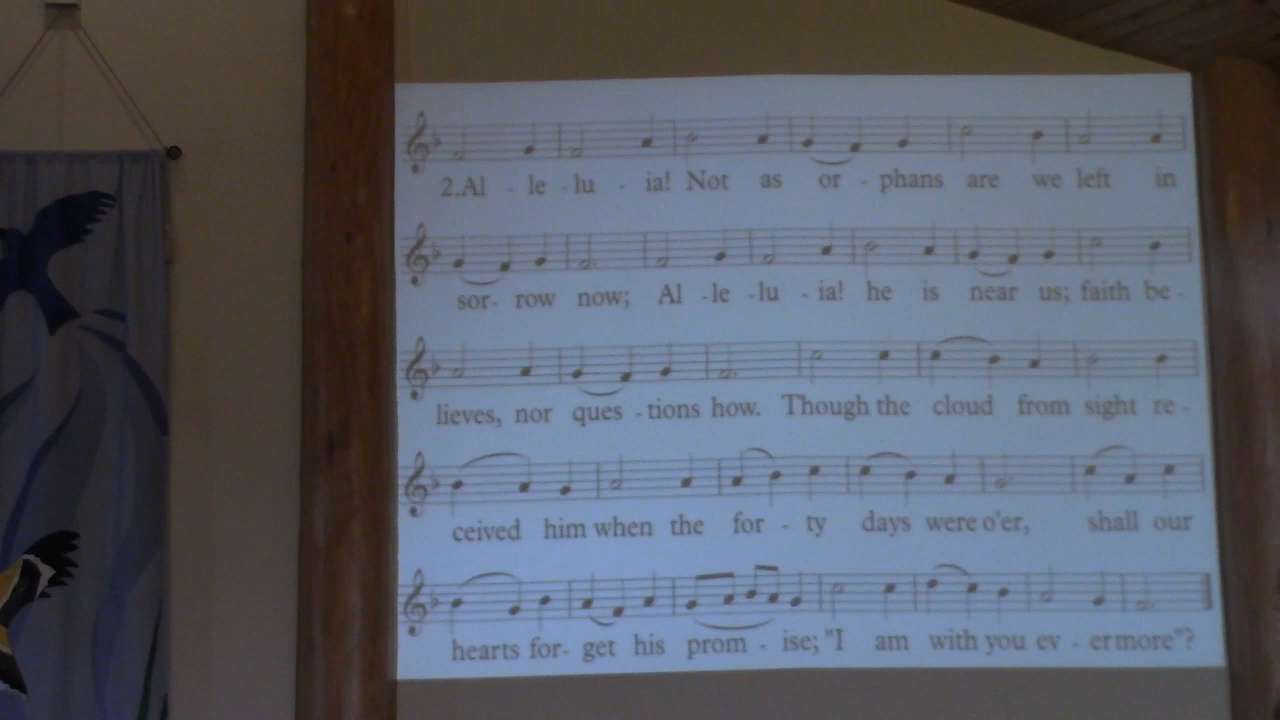 2.Al - le - lu - ia! Not as or - phans are we left in
sor - row now; Al - le - lu - ia! he is near us; faith be -
lieves, nor ques - tions how. Though the cloud from sight re -
ceived him when the for - ty days were o'er, shall our
hearts for - get his prom - ise; "I am with you ev - ermore"?